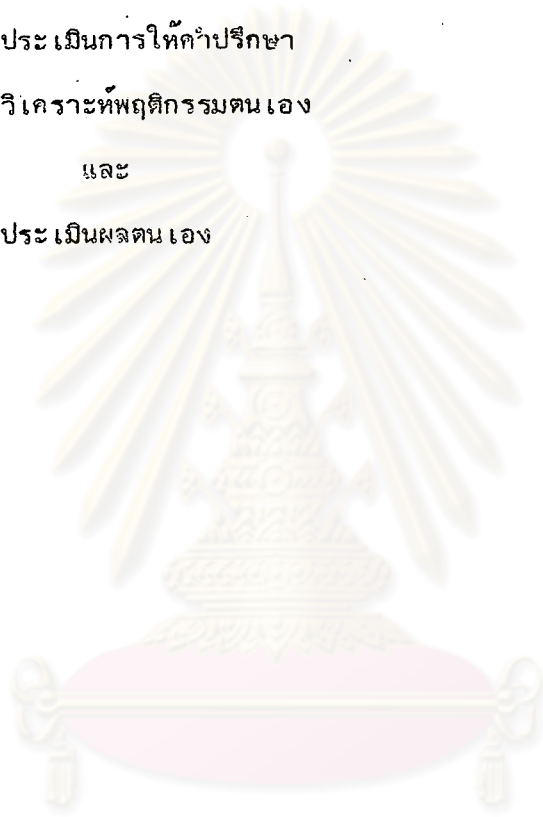 ประเมินการให้คำปรึกษา
วิเคราะห์พฤติกรรมตนเอง
และ
ประเมินผลตนเอง